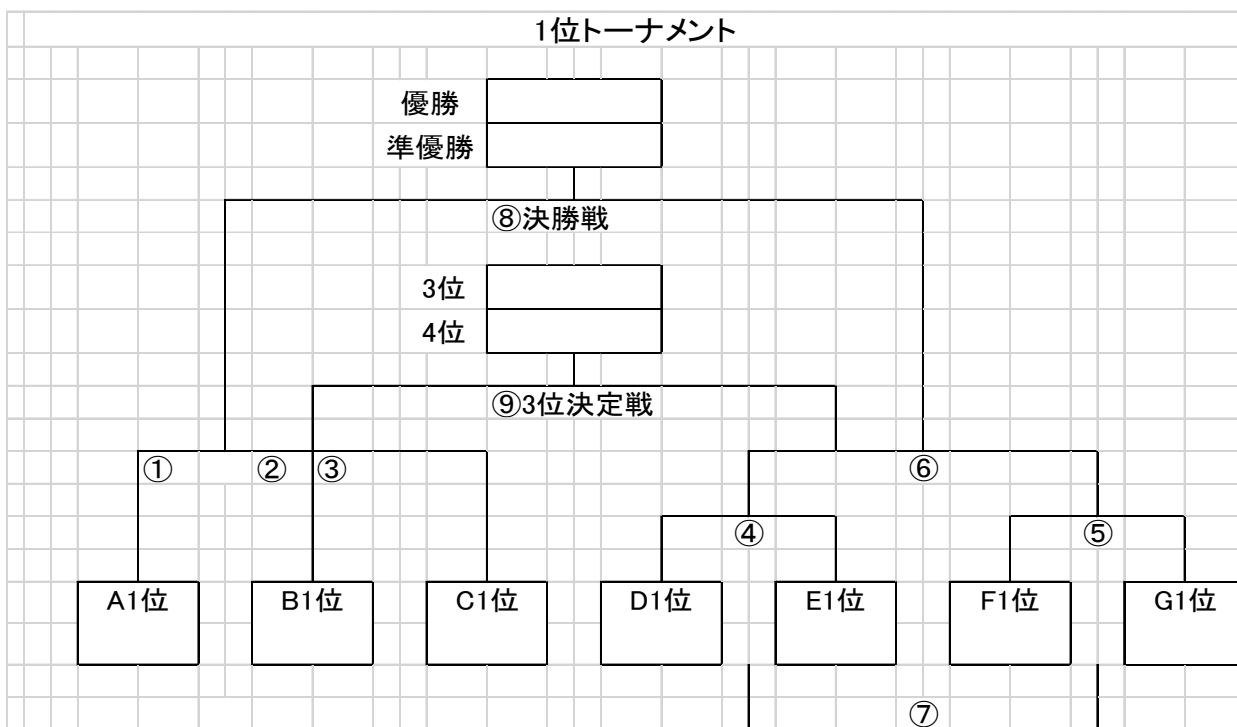 1位トーナメント
優勝
準優勝
⑧決勝戦
3位
4位
⑨3位決定戦
① ② ③ ⑥
④ ⑤
A1位 B1位 C1位 D1位 E1位 F1位 G1位
⑦